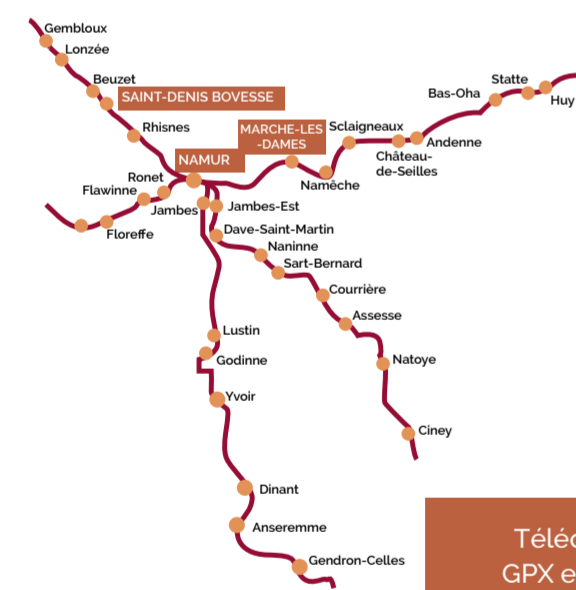 Gembloux
Lonzée
Beuzet
SAINT-DENIS BOVESSE
Rhisnes
NAMUR
MARCHE-LES
-DAMES
Namêche
Sclaigneaux
Château-
de-Seilles
Andenne
Bas-Oha
Statte
Huy
Ronet
Flawinne
Floreffe
Jambes
Jambes-Est
Dave-Saint-Martin
Naninne
Sart-Bernard
Courrière
Assesse
Natoye
Ciney
Lustin
Godinne
Yvoir
Dinant
Anseremme
Gendron-Celles
Téléc
GPX e